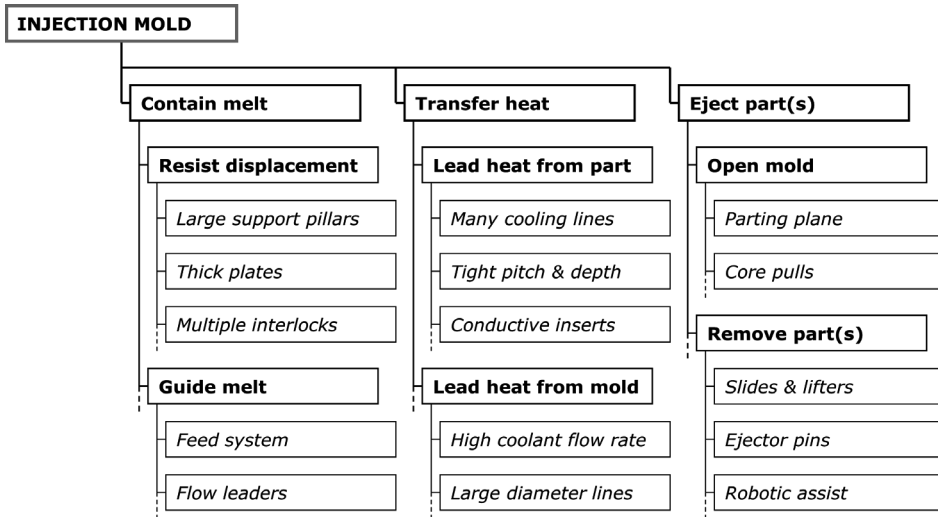 INJECTION MOLD
Contain melt
Resist displacement
Large support pillars
Thick plates
Multiple interlocks
Guide melt
Feed system
Flow leaders
Transfer heat
Lead heat from part
Many cooling lines
Tight pitch & depth
Conductive inserts
Lead heat from mold
High coolant flow rate
Large diameter lines
Eject part(s)
Open mold
Parting plane
Core pulls
Remove part(s)
Slides & lifters
Ejector pins
Robotic assist